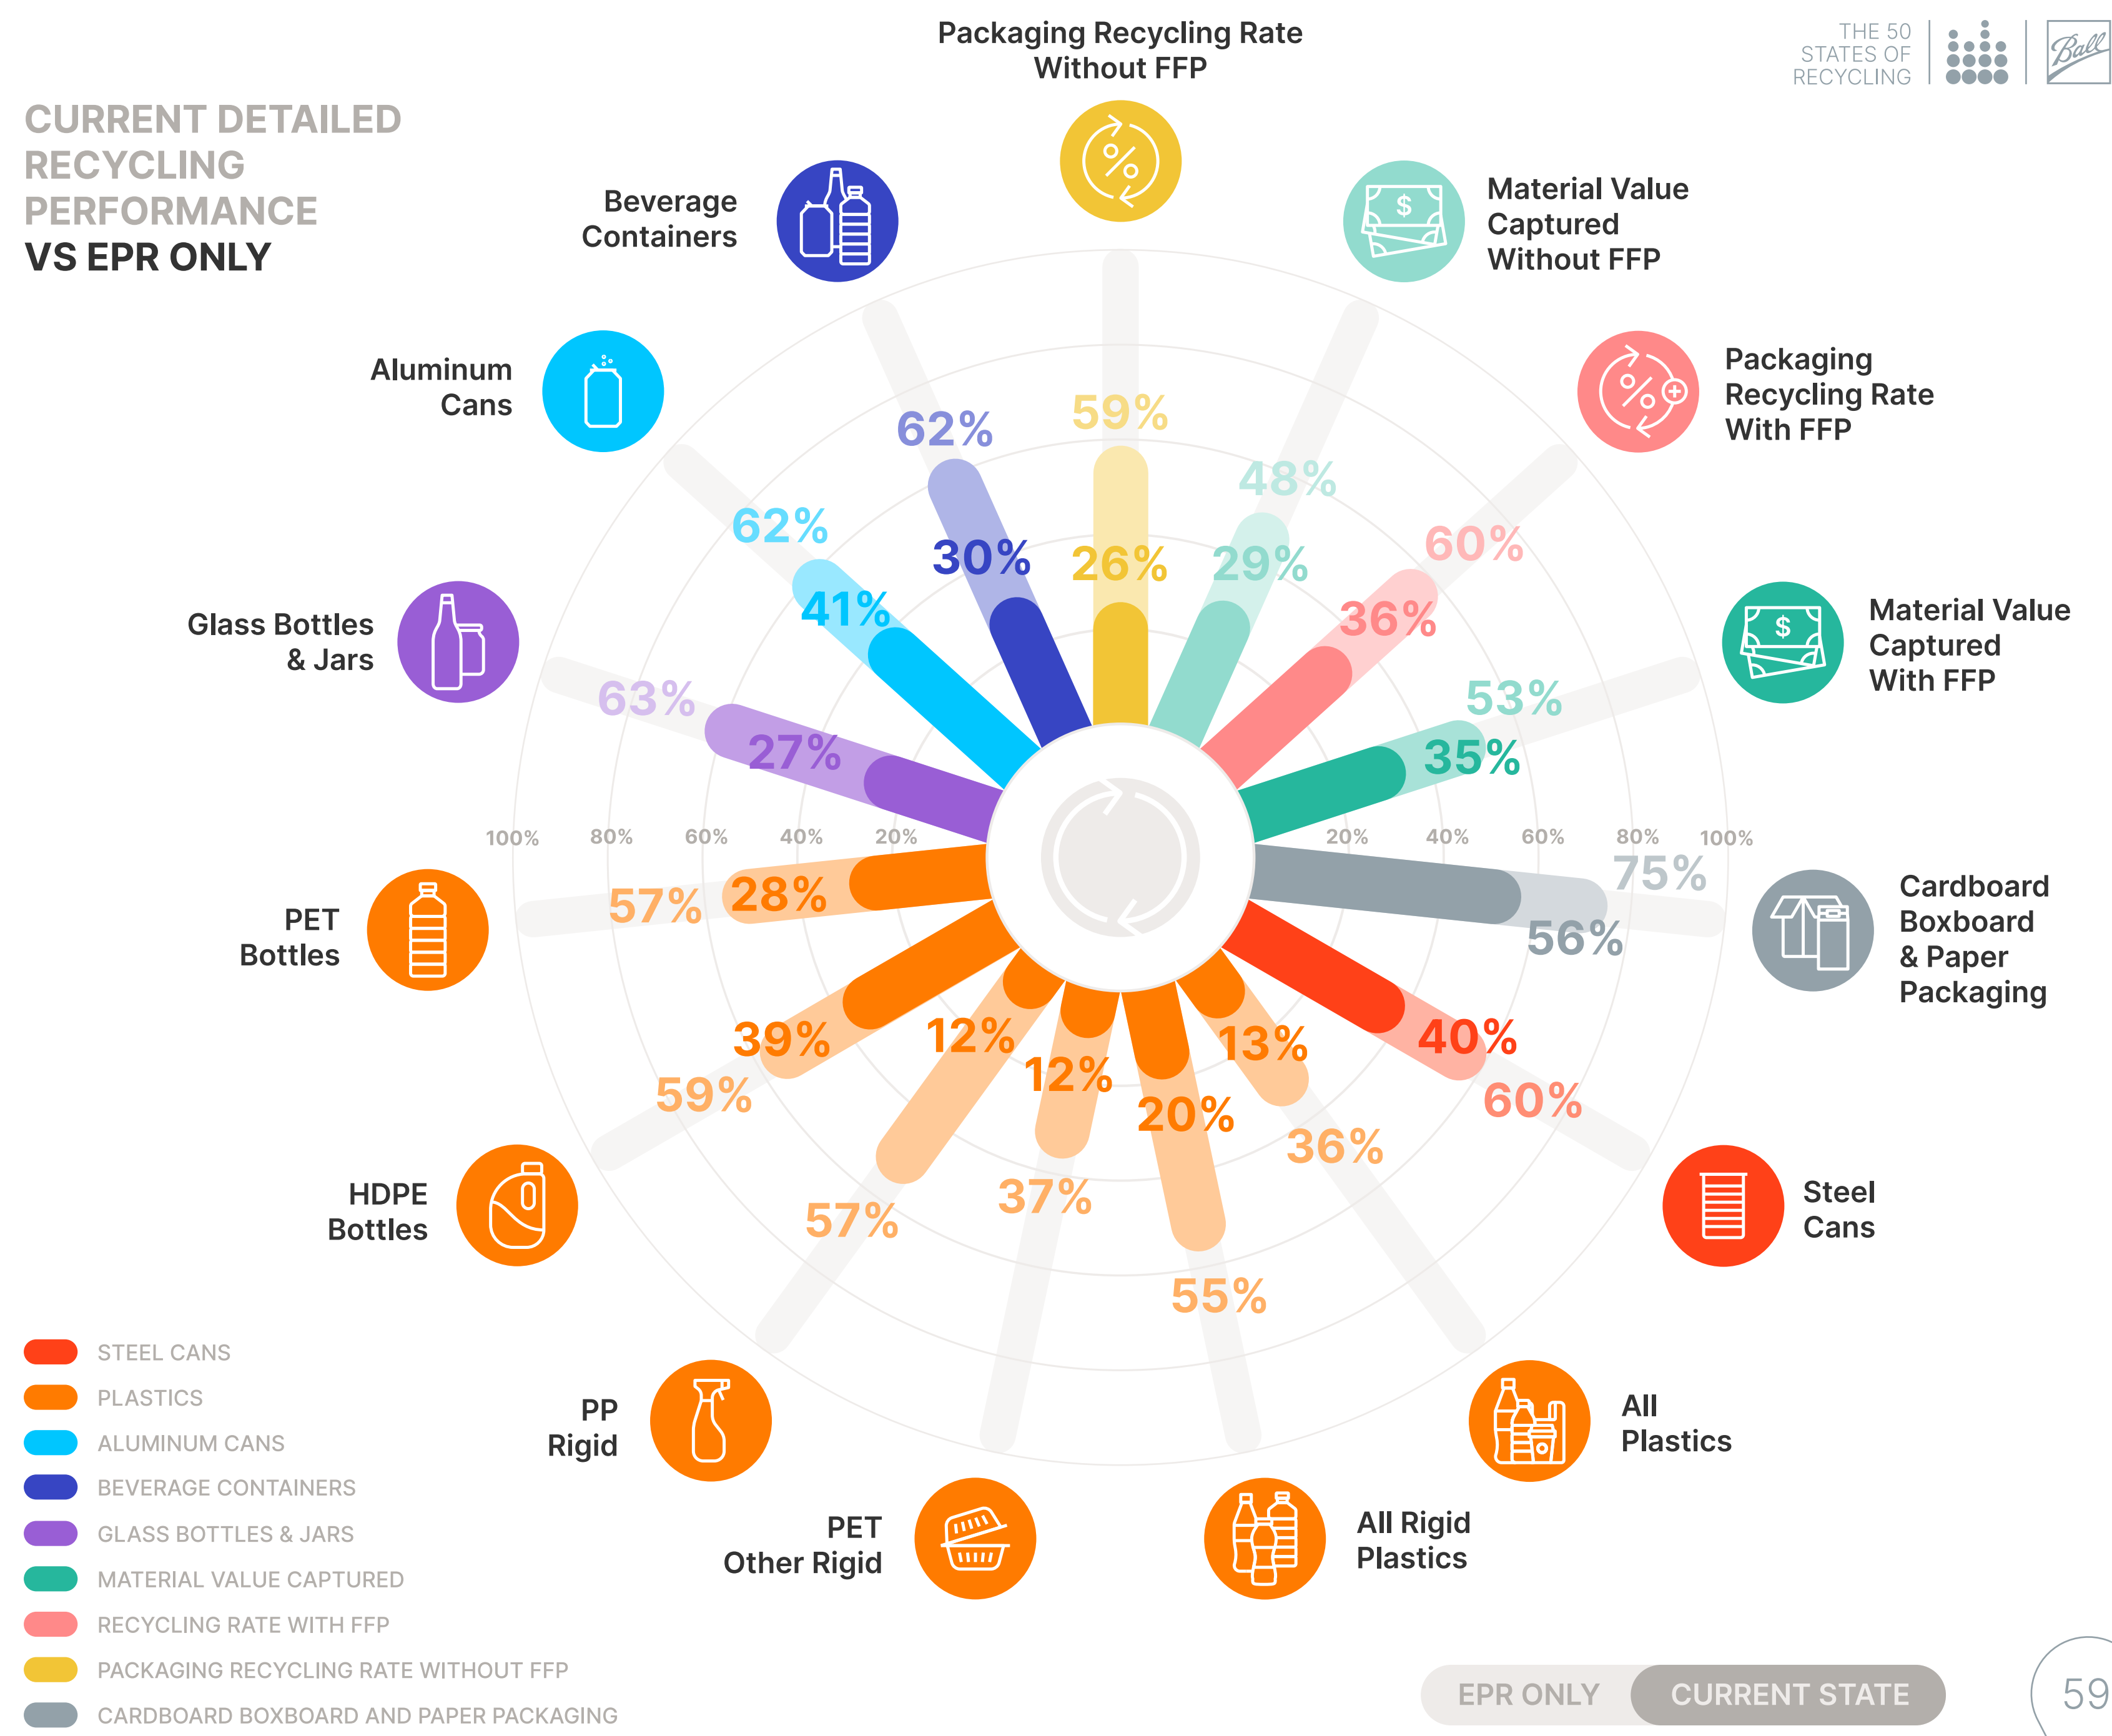 Packaging Recycling Rate
Without FFP
THE 50
STATES OF
RECYCLING
Ball
CURRENT DETAILED
RECYCLING
PERFORMANCE
VS EPR ONLY
Beverage
Containers
$
Material Value
Captured
Without FFP
Aluminum
Cans
Packaging
Recycling Rate
With FFP
62%
59%
48%
62%
60%
30%
26%
29%
41%
36%
Glass Bottles
& Jars
$
Material Value
Captured
With FFP
63%
53%
27%
35%
100%
80%
60%
40%
20%
20%
40%
60%
80%
100%
75%
PET
Bottles
57%
28%
56%
Cardboard
Boxboard
& Paper
Packaging
39%
12%
12%
13%
40%
59%
20%
60%
57%
37%
36%
55%
HDPE
Bottles
Steel
Cans
PP
Rigid
All
Plastics
PET
Other Rigid
All Rigid
Plastics
STEEL CANS
PLASTICS
ALUMINUM CANS
BEVERAGE CONTAINERS
GLASS BOTTLES & JARS
MATERIAL VALUE CAPTURED
RECYCLING RATE WITH FFP
PACKAGING RECYCLING RATE WITHOUT FFP
CARDBOARD BOXBOARD AND PAPER PACKAGING
EPR ONLY
CURRENT STATE
59